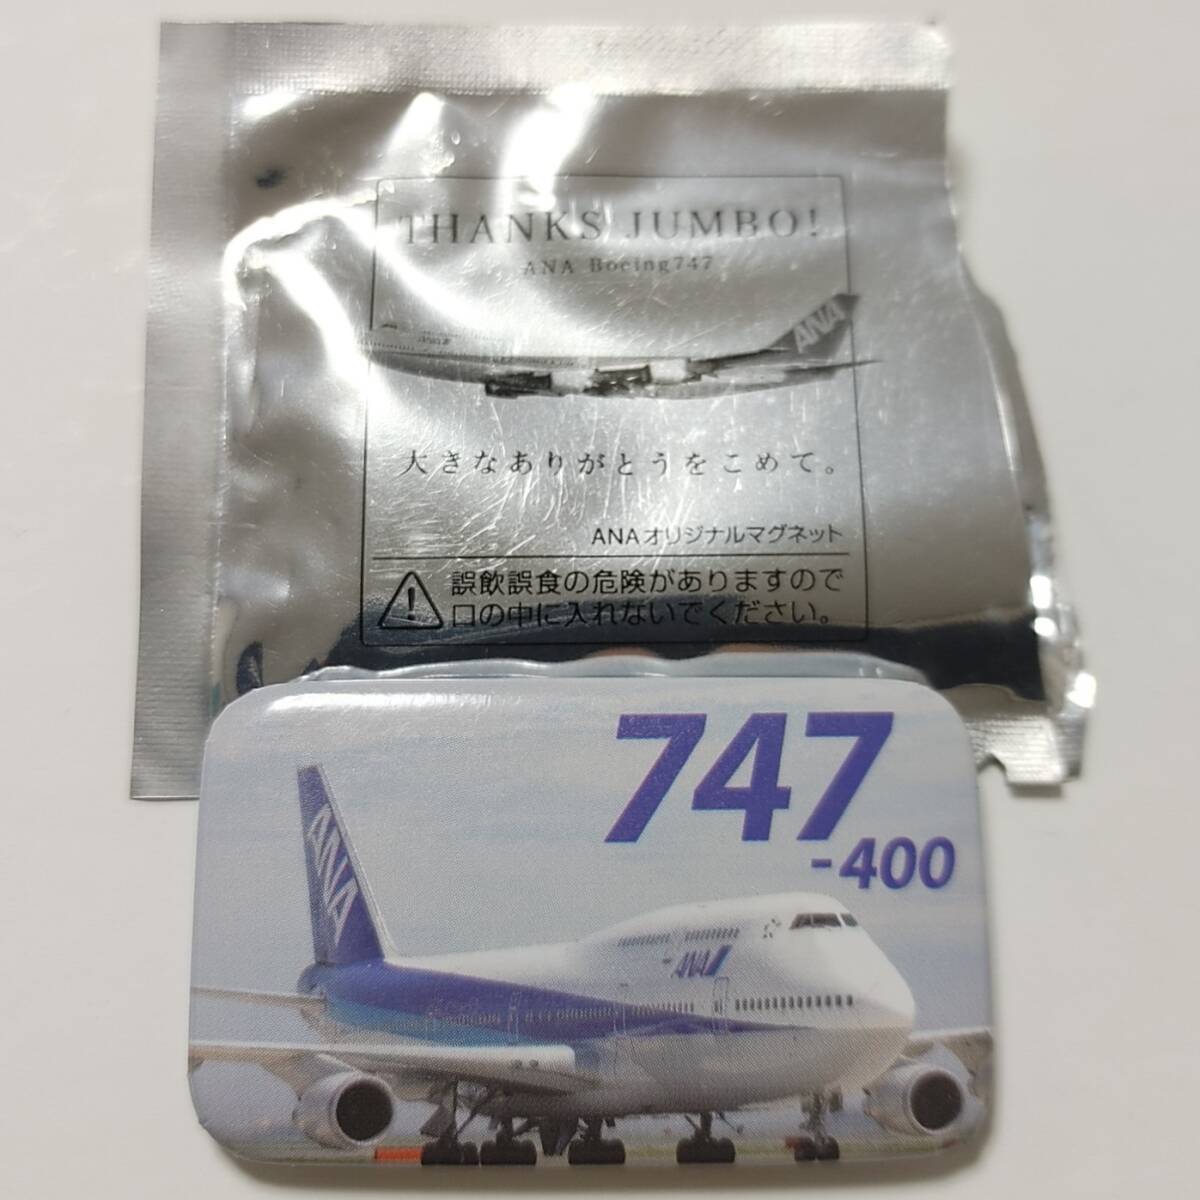 THANKS JUMBO!
ANA Boeing747
ANA
大きなありがとうをこめて。
ANAオリジナルマグネット
誤飲誤食の危険がありますので
口の中に入れないでください。
747
-400
ANA
ANA